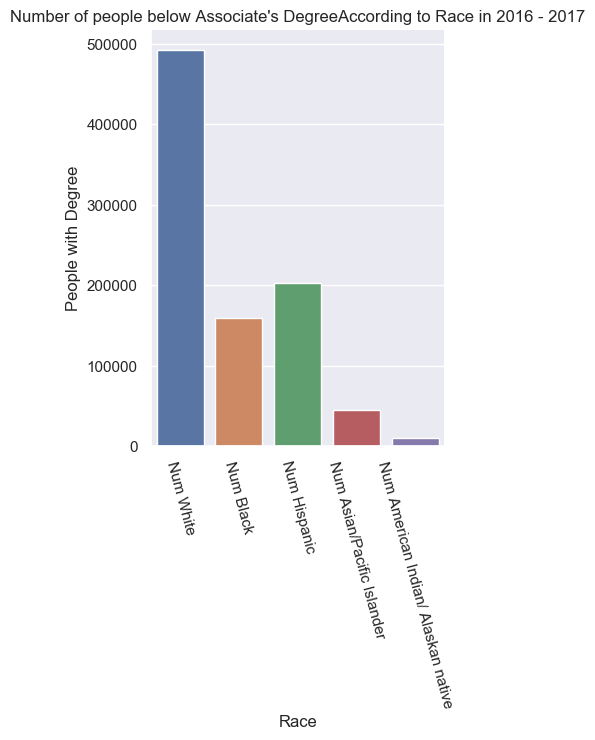 Number of people below Associate's DegreeAccording to Race in 2016 - 2017
500000
400000
300000
200000
100000
0
People with Degree
Num White
Num Black
Num Hispanic
Num Asian/Pacific Islander
Num American Indian/ Alaskan native
Race